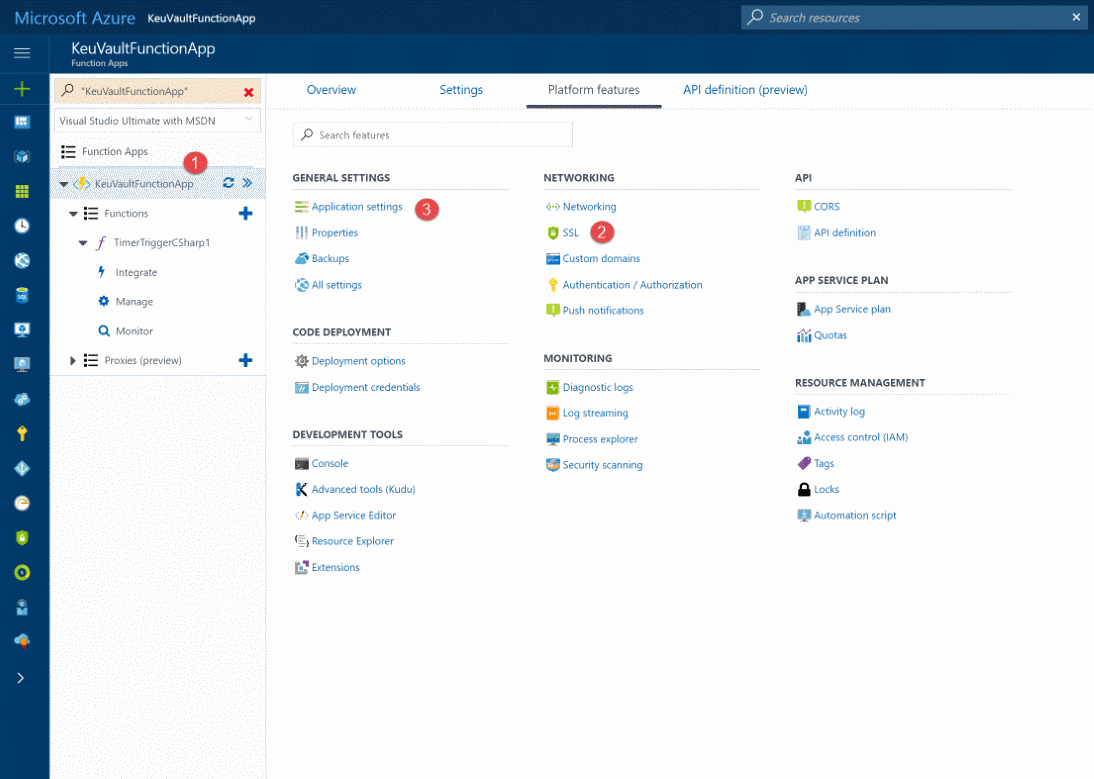 Microsoft Azure KeuVaultFunctionApp
Search resources
KeuVaultFunctionApp
Function Apps
"KeuVaultFunctionApp"
Visual Studio Ultimate with MSDN
Function Apps
1
KeuVaultFunctionApp
Functions
TimerTriggerCSharp1
Integrate
Manage
Monitor
Proxies (preview)
Overview
Settings
Platform features
API definition (preview)
Search features
GENERAL SETTINGS
Application settings 3
Properties
Backups
All settings
CODE DEPLOYMENT
Deployment options
Deployment credentials
DEVELOPMENT TOOLS
Console
Advanced tools (Kudu)
App Service Editor
Resource Explorer
Extensions
NETWORKING
Networking
SSL 2
Custom domains
Authentication / Authorization
Push notifications
MONITORING
Diagnostic logs
Log streaming
Process explorer
Security scanning
API
CORS
API definition
APP SERVICE PLAN
App Service plan
Quotas
RESOURCE MANAGEMENT
Activity log
Access control (IAM)
Tags
Locks
Automation script